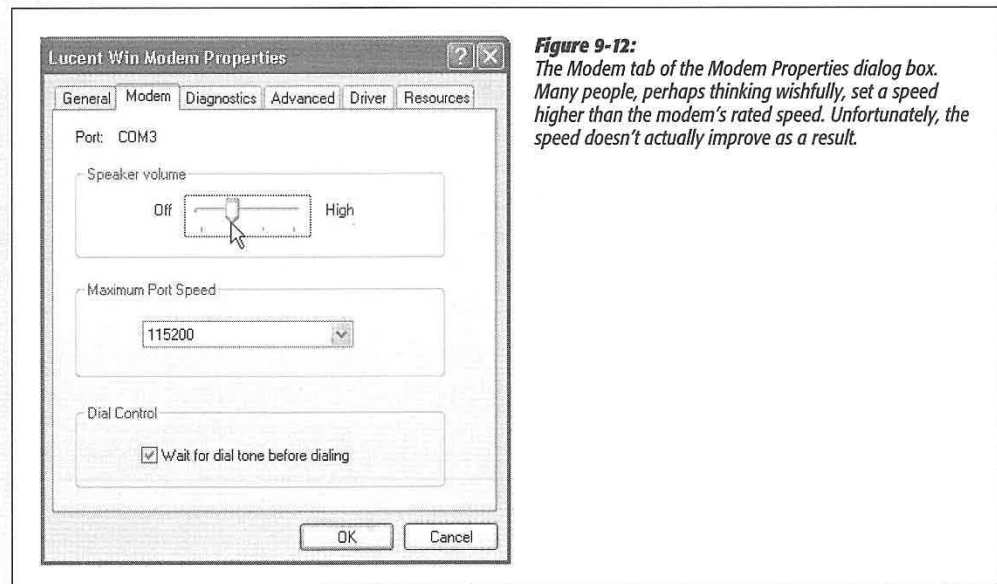 Lucent Win Modem Properties
General Modem Diagnostics Advanced Driver Resources
Port: COM3
Speaker volume
Off High
Maximum Port Speed
115200
Dial Control
Wait for dial tone before dialing
OK Cancel
Figure 9-12:
The Modem tab of the Modem Properties dialog box.
Many people, perhaps thinking wishfully, set a speed
higher than the modem's rated speed. Unfortunately, the
speed doesn't actually improve as a result.